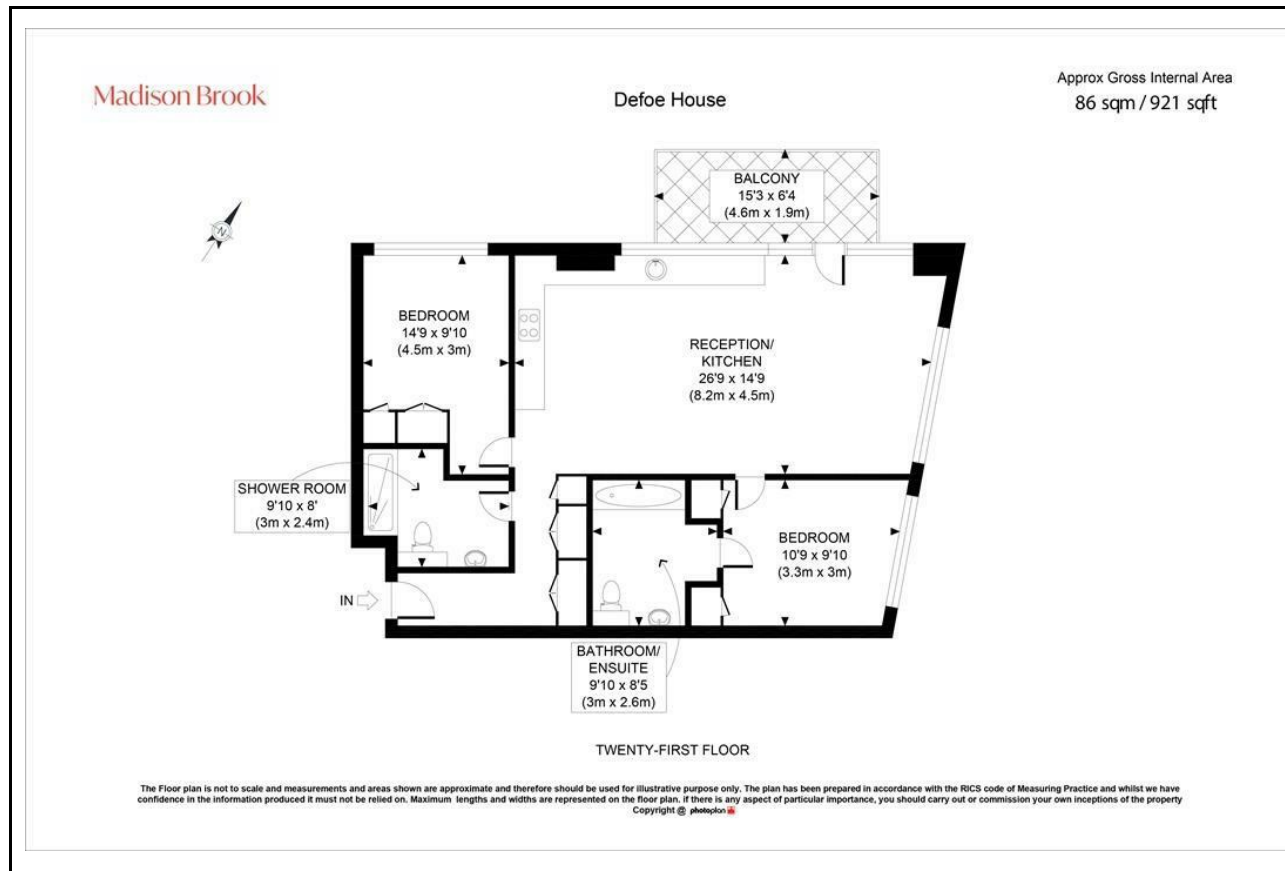 Madison Brook
Defoe House
Approx Gross Internal Area
86 sqm / 921 sqft
BALCONY
15'3 x 6'4
(4.6m x 1.9m)
N
BEDROOM
14'9 x 9'10
(4.5m x 3m)
RECEPTION/
KITCHEN
26'9 x 14'9
(8.2m x 4.5m)
SHOWER ROOM
9'10 x 8'
(3m x 2.4m)
BEDROOM
10'9 x 9'10
(3.3m x 3m)
IN
BATHROOM/
ENSUITE
9'10 x 8'5
(3m x 2.6m)
TWENTY-FIRST FLOOR
The Floor plan is not to scale and measurements and areas shown are approximate and therefore should be used for illustrative purpose only. The plan has been prepared in accordance with the RICS code of Measuring Practice and whilst we have
confidence in the information produced it must not be relied on. Maximum lengths and widths are represented on the floor plan. if there is any aspect of particular importance, you should carry out or commission your own inceptions of the property
Copyright @ photoplan